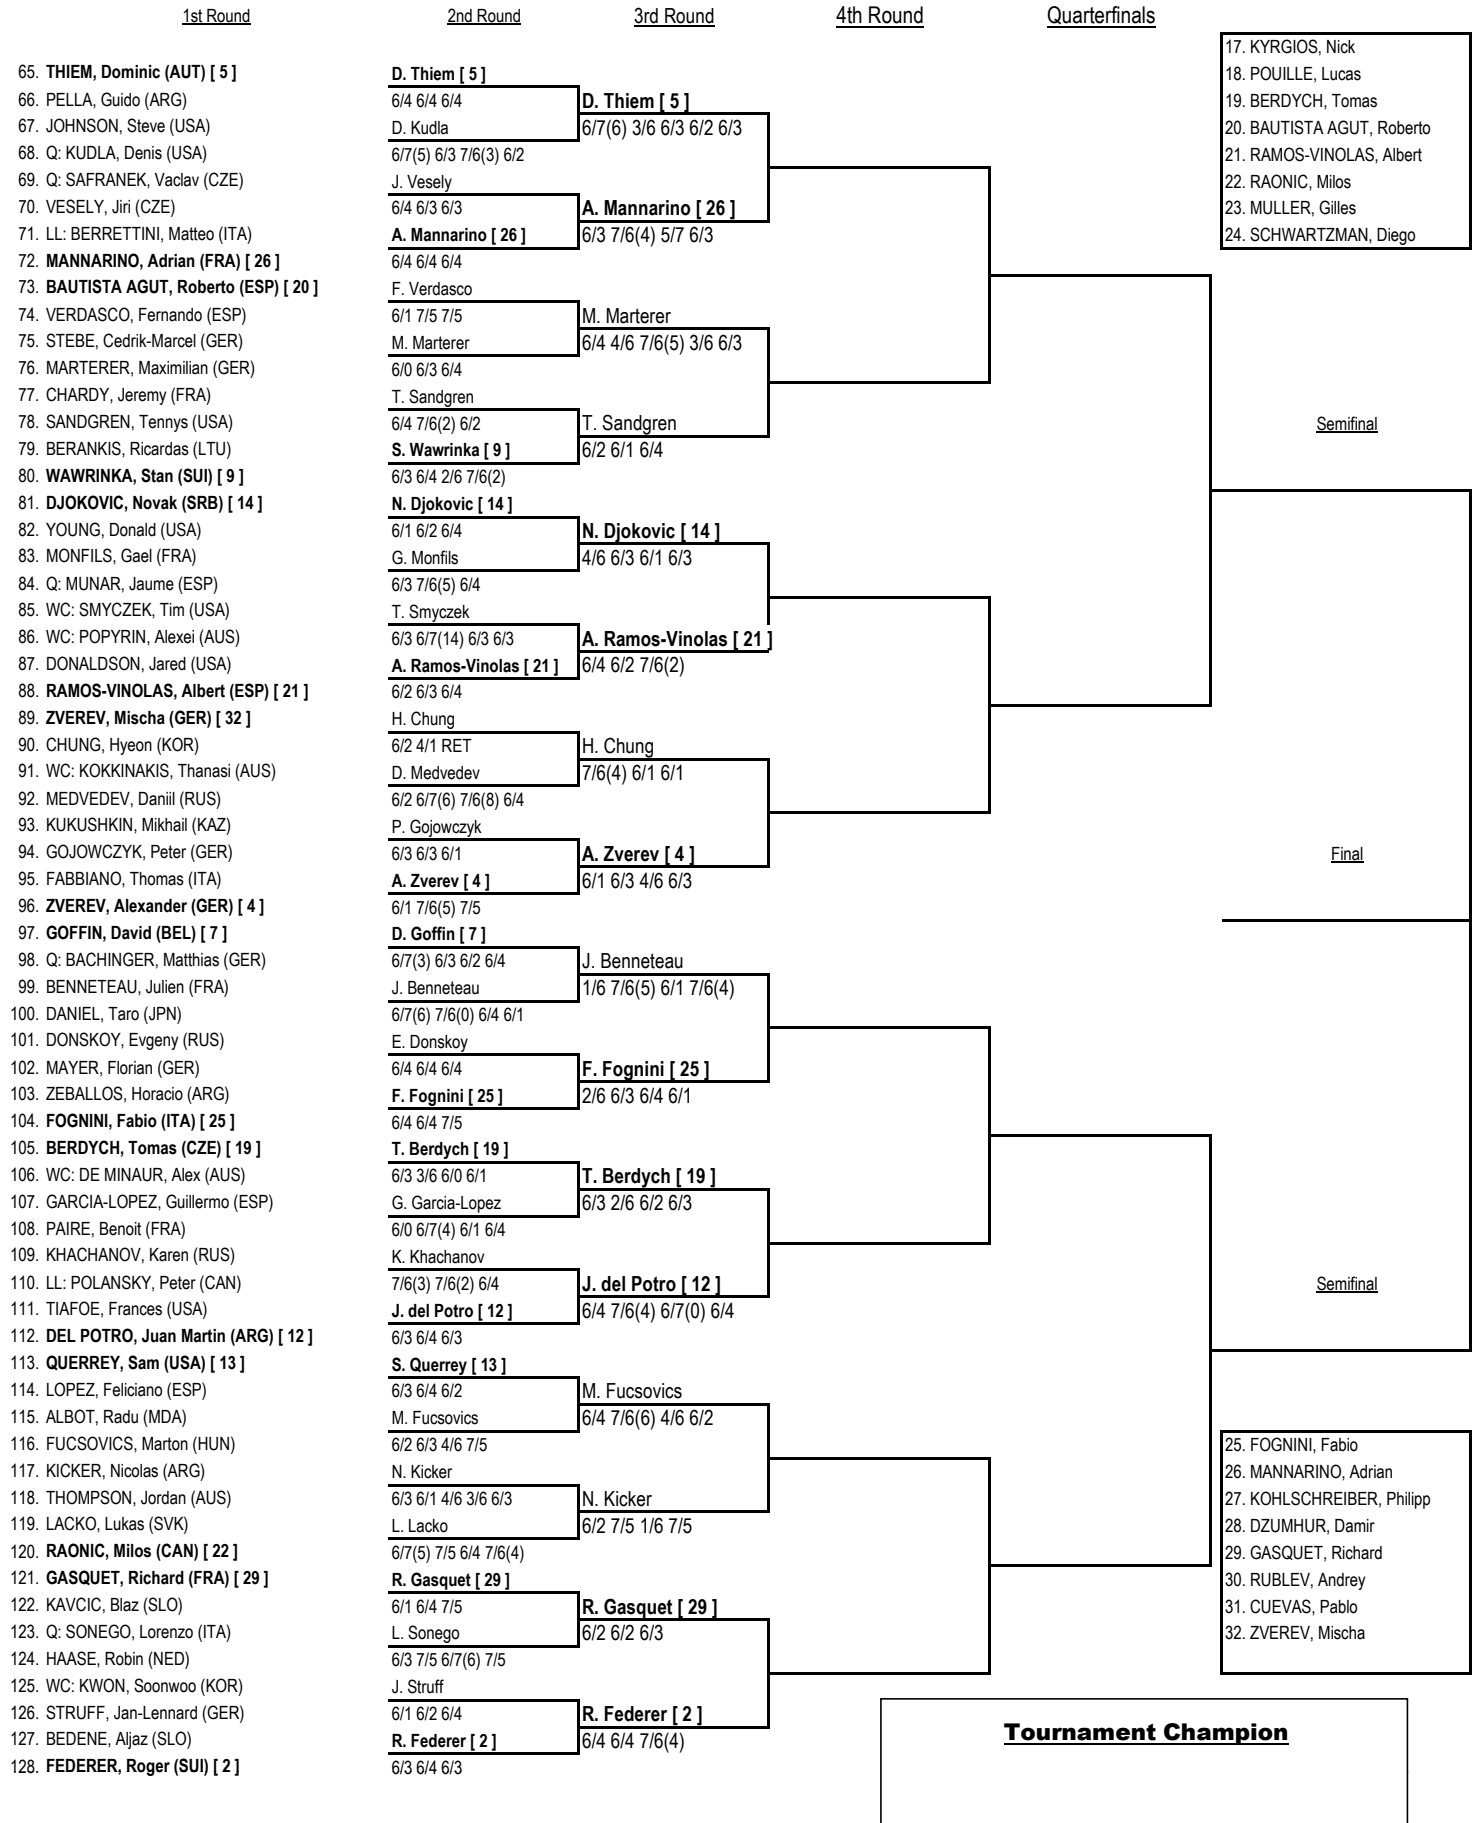 1st Round
2nd Round
3rd Round
4th Round
Quarterfinals
65. THIEM, Dominic (AUT) [ 5 ]
66. PELLA, Guido (ARG)
67. JOHNSON, Steve (USA)
68. Q: KUDLA, Denis (USA)
69. Q: SAFRANEK, Vaclav (CZE)
70. VESELY, Jiri (CZE)
71. LL: BERRETTINI, Matteo (ITA)
72. MANNARINO, Adrian (FRA) [ 26 ]
73. BAUTISTA AGUT, Roberto (ESP) [ 20 ]
74. VERDASCO, Fernando (ESP)
75. STEBE, Cedrik-Marcel (GER)
76. MARTERER, Maximilian (GER)
77. CHARDY, Jeremy (FRA)
78. SANDGREN, Tennys (USA)
79. BERANKIS, Ricardas (LTU)
80. WAWRINKA, Stan (SUI) [ 9 ]
81. DJOKOVIC, Novak (SRB) [ 14 ]
82. YOUNG, Donald (USA)
83. MONFILS, Gael (FRA)
84. Q: MUNAR, Jaume (ESP)
85. WC: SMYCZEK, Tim (USA)
86. WC: POPYRIN, Alexei (AUS)
87. DONALDSON, Jared (USA)
88. RAMOS-VINOLAS, Albert (ESP) [ 21 ]
89. ZVEREV, Mischa (GER) [ 32 ]
90. CHUNG, Hyeon (KOR)
91. WC: KOKKINAKIS, Thanasi (AUS)
92. MEDVEDEV, Daniil (RUS)
93. KUKUSHKIN, Mikhail (KAZ)
94. GOJOWCZYK, Peter (GER)
95. FABBIANO, Thomas (ITA)
96. ZVEREV, Alexander (GER) [ 4 ]
97. GOFFIN, David (BEL) [ 7 ]
98. Q: BACHINGER, Matthias (GER)
99. BENNETEAU, Julien (FRA)
100. DANIEL, Taro (JPN)
101. DONSKOY, Evgeny (RUS)
102. MAYER, Florian (GER)
103. ZEBALLOS, Horacio (ARG)
104. FOGNINI, Fabio (ITA) [ 25 ]
105. BERDYCH, Tomas (CZE) [ 19 ]
106. WC: DE MINAUR, Alex (AUS)
107. GARCIA-LOPEZ, Guillermo (ESP)
108. PAIRE, Benoit (FRA)
109. KHACHANOV, Karen (RUS)
110. LL: POLANSKY, Peter (CAN)
111. TIAFOE, Frances (USA)
112. DEL POTRO, Juan Martin (ARG) [ 12 ]
113. QUERREY, Sam (USA) [ 13 ]
114. LOPEZ, Feliciano (ESP)
115. ALBOT, Radu (MDA)
116. FUCSOVICS, Marton (HUN)
117. KICKER, Nicolas (ARG)
118. THOMPSON, Jordan (AUS)
119. LACKO, Lukas (SVK)
120. RAONIC, Milos (CAN) [ 22 ]
121. GASQUET, Richard (FRA) [ 29 ]
122. KAVCIC, Blaz (SLO)
123. Q: SONEGO, Lorenzo (ITA)
124. HAASE, Robin (NED)
125. WC: KWON, Soonwoo (KOR)
126. STRUFF, Jan-Lennard (GER)
127. BEDENE, Aljaz (SLO)
128. FEDERER, Roger (SUI) [ 2 ]
D. Thiem [ 5 ]
6/4 6/4 6/4
D. Kudla
6/7(5) 6/3 7/6(3) 6/2
J. Vesely
6/4 6/3 6/3
A. Mannarino [ 26 ]
6/4 6/4 6/4
F. Verdasco
6/1 7/5 7/5
M. Marterer
6/0 6/3 6/4
T. Sandgren
6/4 7/6(2) 6/2
S. Wawrinka [ 9 ]
6/3 6/4 2/6 7/6(2)
N. Djokovic [ 14 ]
6/1 6/2 6/4
G. Monfils
6/3 7/6(5) 6/4
T. Smyczek
6/3 6/7(14) 6/3 6/3
A. Ramos-Vinolas [ 21 ]
6/2 6/3 6/4
H. Chung
6/2 4/1 RET
D. Medvedev
6/2 6/7(6) 7/6(8) 6/4
P. Gojowczyk
6/3 6/3 6/1
A. Zverev [ 4 ]
6/1 7/6(5) 7/5
D. Goffin [ 7 ]
6/7(3) 6/3 6/2 6/4
J. Benneteau
6/7(6) 7/6(0) 6/4 6/1
E. Donskoy
6/4 6/4 6/4
F. Fognini [ 25 ]
6/4 6/4 7/5
T. Berdych [ 19 ]
6/3 3/6 6/0 6/1
G. Garcia-Lopez
6/0 6/7(4) 6/1 6/4
K. Khachanov
7/6(3) 7/6(2) 6/4
J. del Potro [ 12 ]
6/3 6/4 6/3
S. Querrey [ 13 ]
6/3 6/4 6/2
M. Fucsovics
6/2 6/3 4/6 7/5
N. Kicker
6/3 6/1 4/6 3/6 6/3
L. Lacko
6/7(5) 7/5 6/4 7/6(4)
R. Gasquet [ 29 ]
6/1 6/4 7/5
L. Sonego
6/3 7/5 6/7(6) 7/5
J. Struff
6/1 6/2 6/4
R. Federer [ 2 ]
6/3 6/4 6/3
D. Thiem [ 5 ]
6/7(6) 3/6 6/3 6/2 6/3
A. Mannarino [ 26 ]
6/3 7/6(4) 5/7 6/3
M. Marterer
6/4 4/6 7/6(5) 3/6 6/3
T. Sandgren
6/2 6/1 6/4
N. Djokovic [ 14 ]
4/6 6/3 6/1 6/3
A. Ramos-Vinolas [ 21 ]
6/4 6/2 7/6(2)
H. Chung
7/6(4) 6/1 6/1
A. Zverev [ 4 ]
6/1 6/3 4/6 6/3
J. Benneteau
1/6 7/6(5) 6/1 7/6(4)
F. Fognini [ 25 ]
2/6 6/3 6/4 6/1
T. Berdych [ 19 ]
6/3 2/6 6/2 6/3
J. del Potro [ 12 ]
6/4 7/6(4) 6/7(0) 6/4
M. Fucsovics
6/4 7/6(6) 4/6 6/2
N. Kicker
6/2 7/5 1/6 7/5
R. Gasquet [ 29 ]
6/2 6/2 6/3
R. Federer [ 2 ]
6/4 6/4 7/6(4)
17. KYRGIOS, Nick
18. POUILLE, Lucas
19. BERDYCH, Tomas
20. BAUTISTA AGUT, Roberto
21. RAMOS-VINOLAS, Albert
22. RAONIC, Milos
23. MULLER, Gilles
24. SCHWARTZMAN, Diego
Semifinal
Final
Semifinal
25. FOGNINI, Fabio
26. MANNARINO, Adrian
27. KOHLSCHREIBER, Philipp
28. DZUMHUR, Damir
29. GASQUET, Richard
30. RUBLEV, Andrey
31. CUEVAS, Pablo
32. ZVEREV, Mischa
Tournament Champion